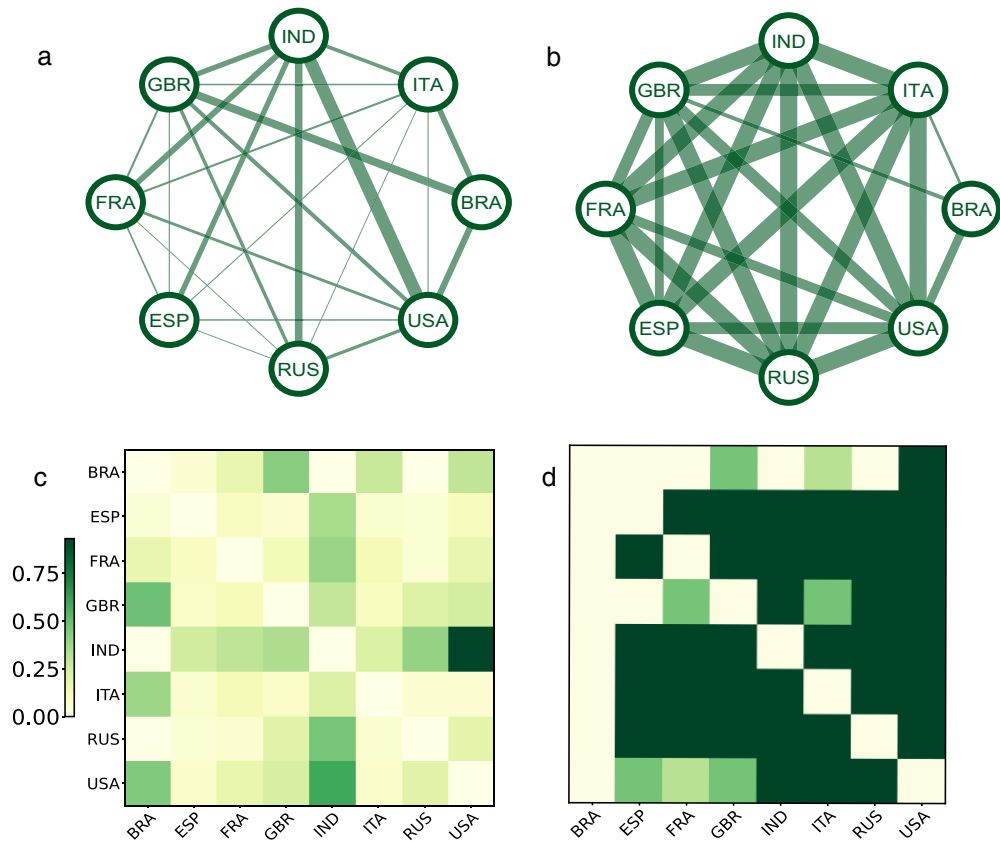 a
IND
GBR
ITA
FRA
BRA
ESP
USA
RUS
b
IND
GBR
ITA
FRA
BRA
ESP
USA
RUS
c
0.75
0.50
0.25
0.00
BRA
ESP
FRA
GBR
IND
ITA
RUS
USA
BRA ESP FRA GBR IND ITA RUS USA
d
BRA ESP FRA GBR IND ITA RUS USA